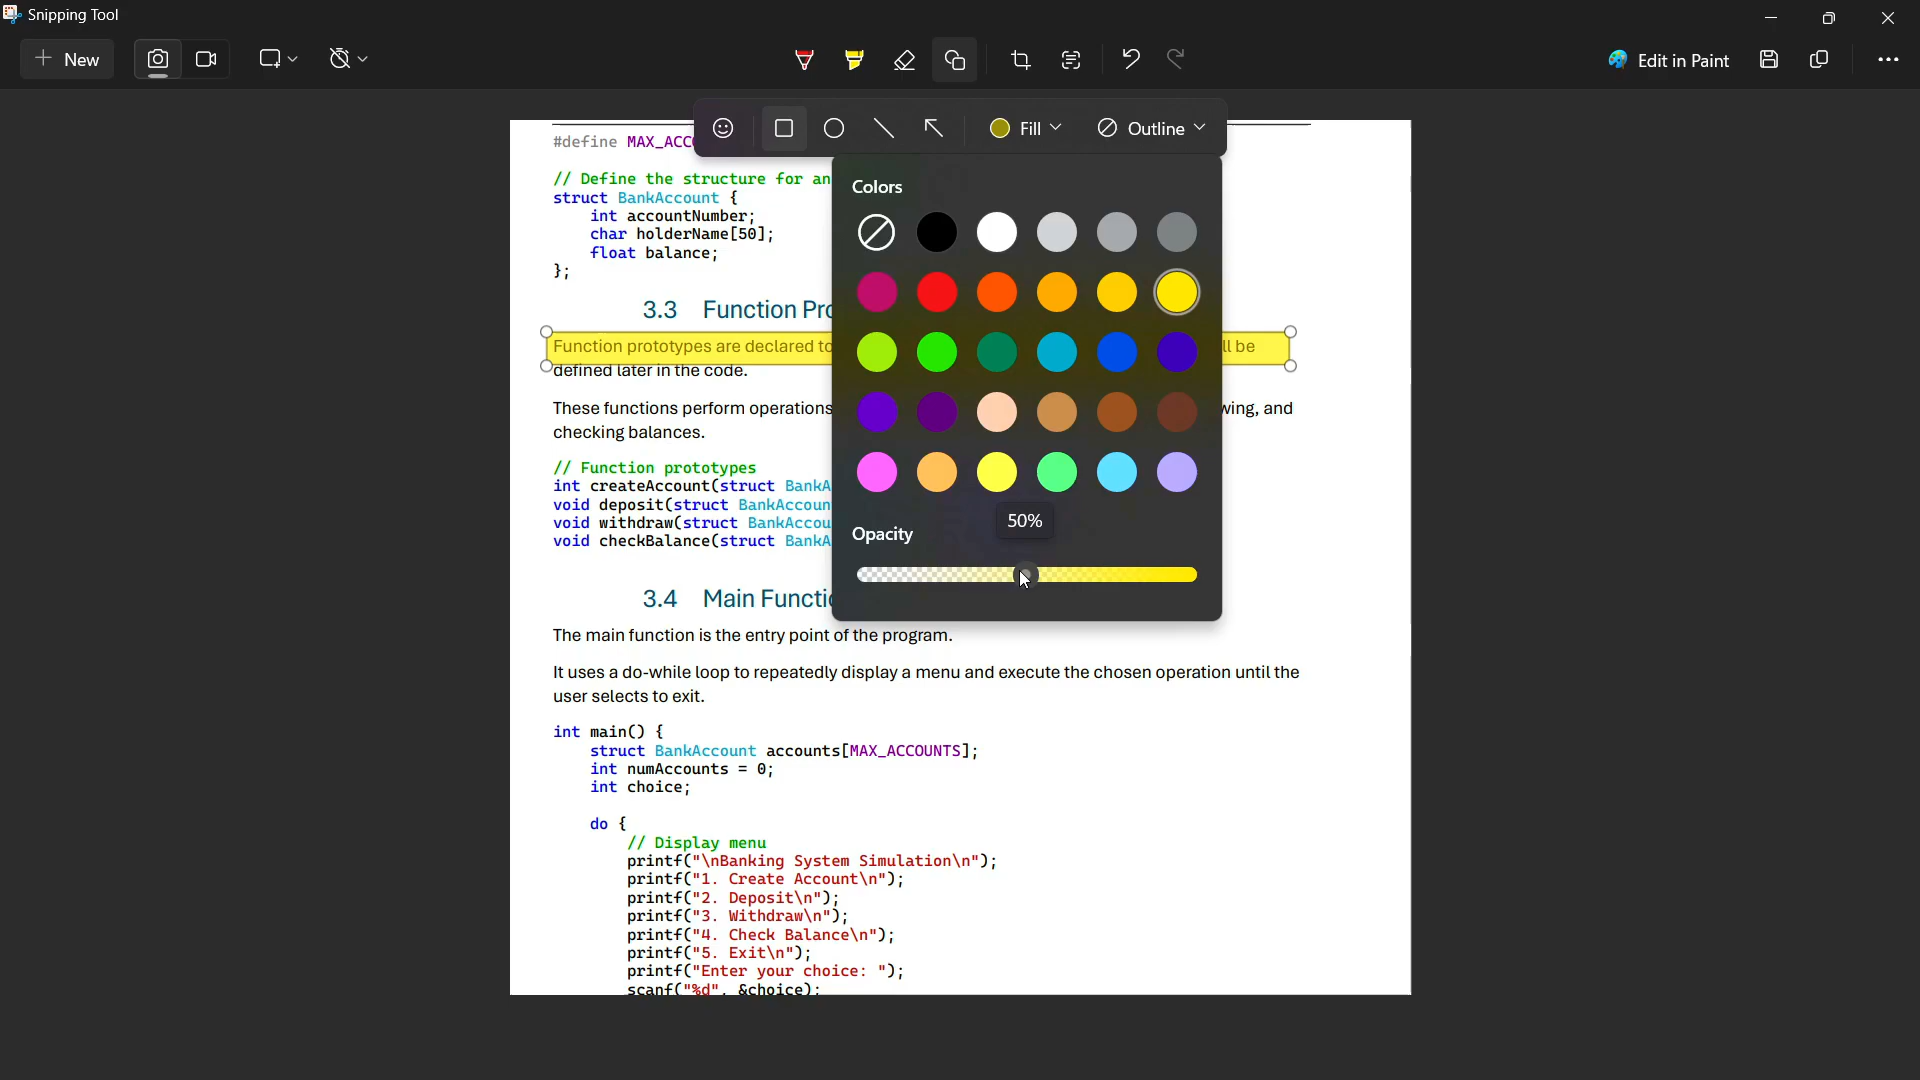 Snipping Tool
New
Edit in Paint
Fill
Outline
#define MAX_ACC
Colors
// Define the structure for an
struct BankAccount {
int accountNumber;
char holderName[50];
float balance;
};
3.3 Function Pro
Function prototypes are declared to
ll be
defined later in the code.
These functions perform operations
wing, and
checking balances.
// Function prototypes
int createAccount(struct BankA
void deposit(struct BankAccoun
void withdraw(struct BankAccou
void checkBalance(struct BankA
50%
Opacity
3.4 Main Functio
The main function is the entry point of the program.
It uses a do-while loop to repeatedly display a menu and execute the chosen operation until the
user selects to exit.
int main() {
struct BankAccount accounts[MAX_ACCOUNTS];
int numAccounts = 0;
int choice;
do {
// Display menu
printf("\nBanking System Simulation\n");
printf("1. Create Account\n");
printf("2. Deposit\n");
printf("3. Withdraw\n");
printf("4. Check Balance\n");
printf("5. Exit\n");
printf("Enter your choice: ");
scanf("%d", &choice);